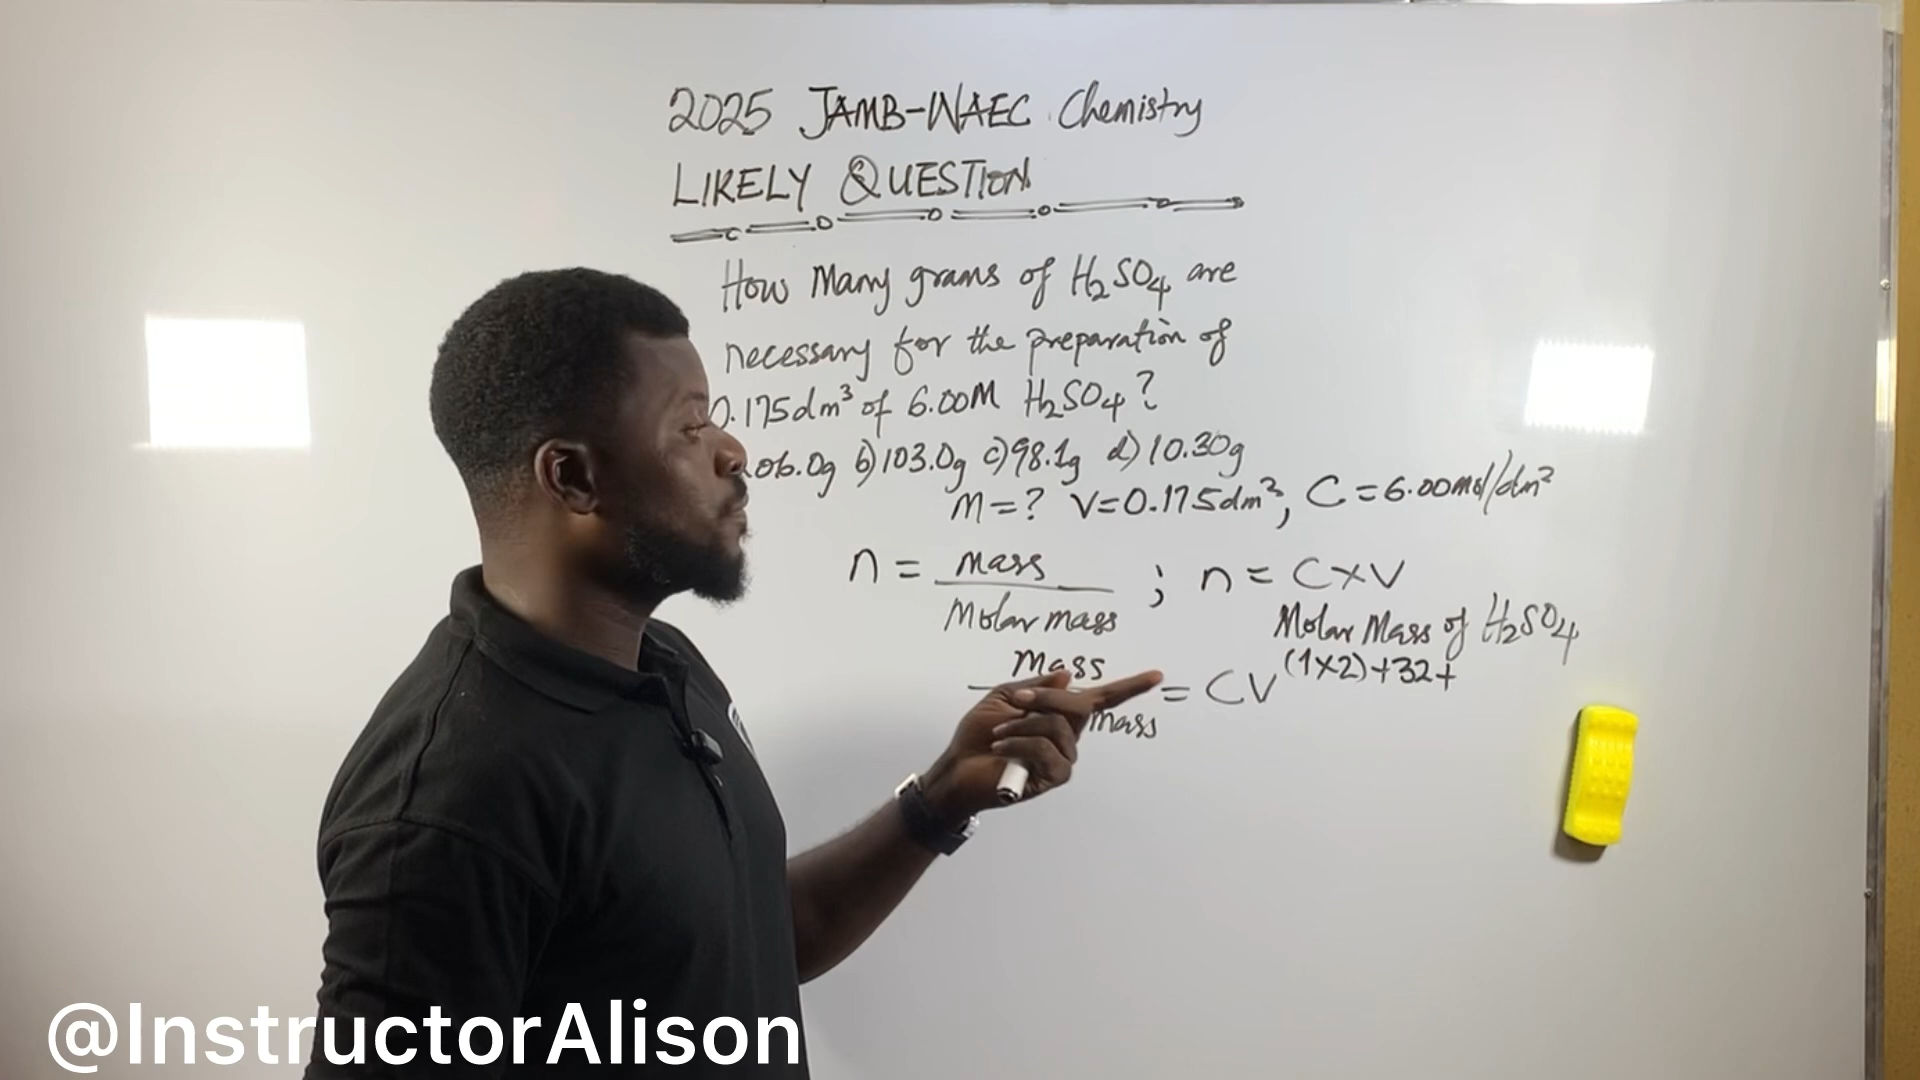 2025 JAMB-WAEC Chemistry
LIKELY QUESTION
How Many grams of H₂SO₄ are
necessary for the preparation of
0.175dm³ of 6.00M H₂SO₄?
06.0g b)103.0g c)98.1g d)10.30g
M=? V=0.175dm³, C=6.00mol/dm²
n = mass / Molar mass ; n = C×V
Molar Mass of H₂SO₄
(1×2)+32+
mass / mass = CV
@InstructorAlison